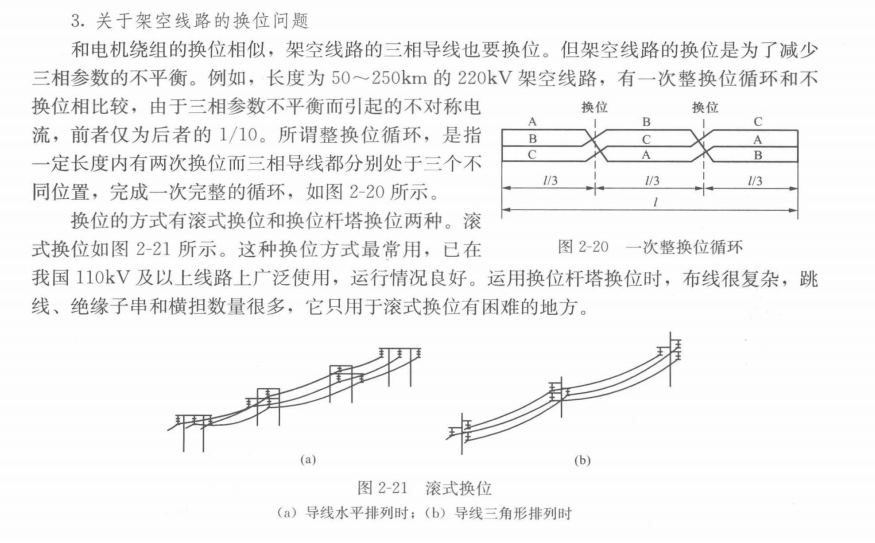 3. 关于架空线路的换位问题
和电机绕组的换位相似，架空线路的三相导线也要换位。但架空线路的换位是为了减少
三相参数的不平衡。例如，长度为 50～250km 的 220kV 架空线路，有一次整换位循环和不
换位相比较，由于三相参数不平衡而引起的不对称电
流，前者仅为后者的 1/10。所谓整换位循环，是指
一定长度内有两次换位而三相导线都分别处于三个不
同位置，完成一次完整的循环，如图 2-20 所示。
换位的方式有滚式换位和换位杆塔换位两种。滚
式换位如图 2-21 所示。这种换位方式最常用，已在
换位 换位
A B C
B C A
C A B
l/3 l/3 l/3
l
图 2-20 一次整换位循环
我国 110kV 及以上线路上广泛使用，运行情况良好。运用换位杆塔换位时，布线很复杂，跳
线、绝缘子串和横担数量很多，它只用于滚式换位有困难的地方。
(a) (b)
图 2-21 滚式换位
(a) 导线水平排列时；(b) 导线三角形排列时